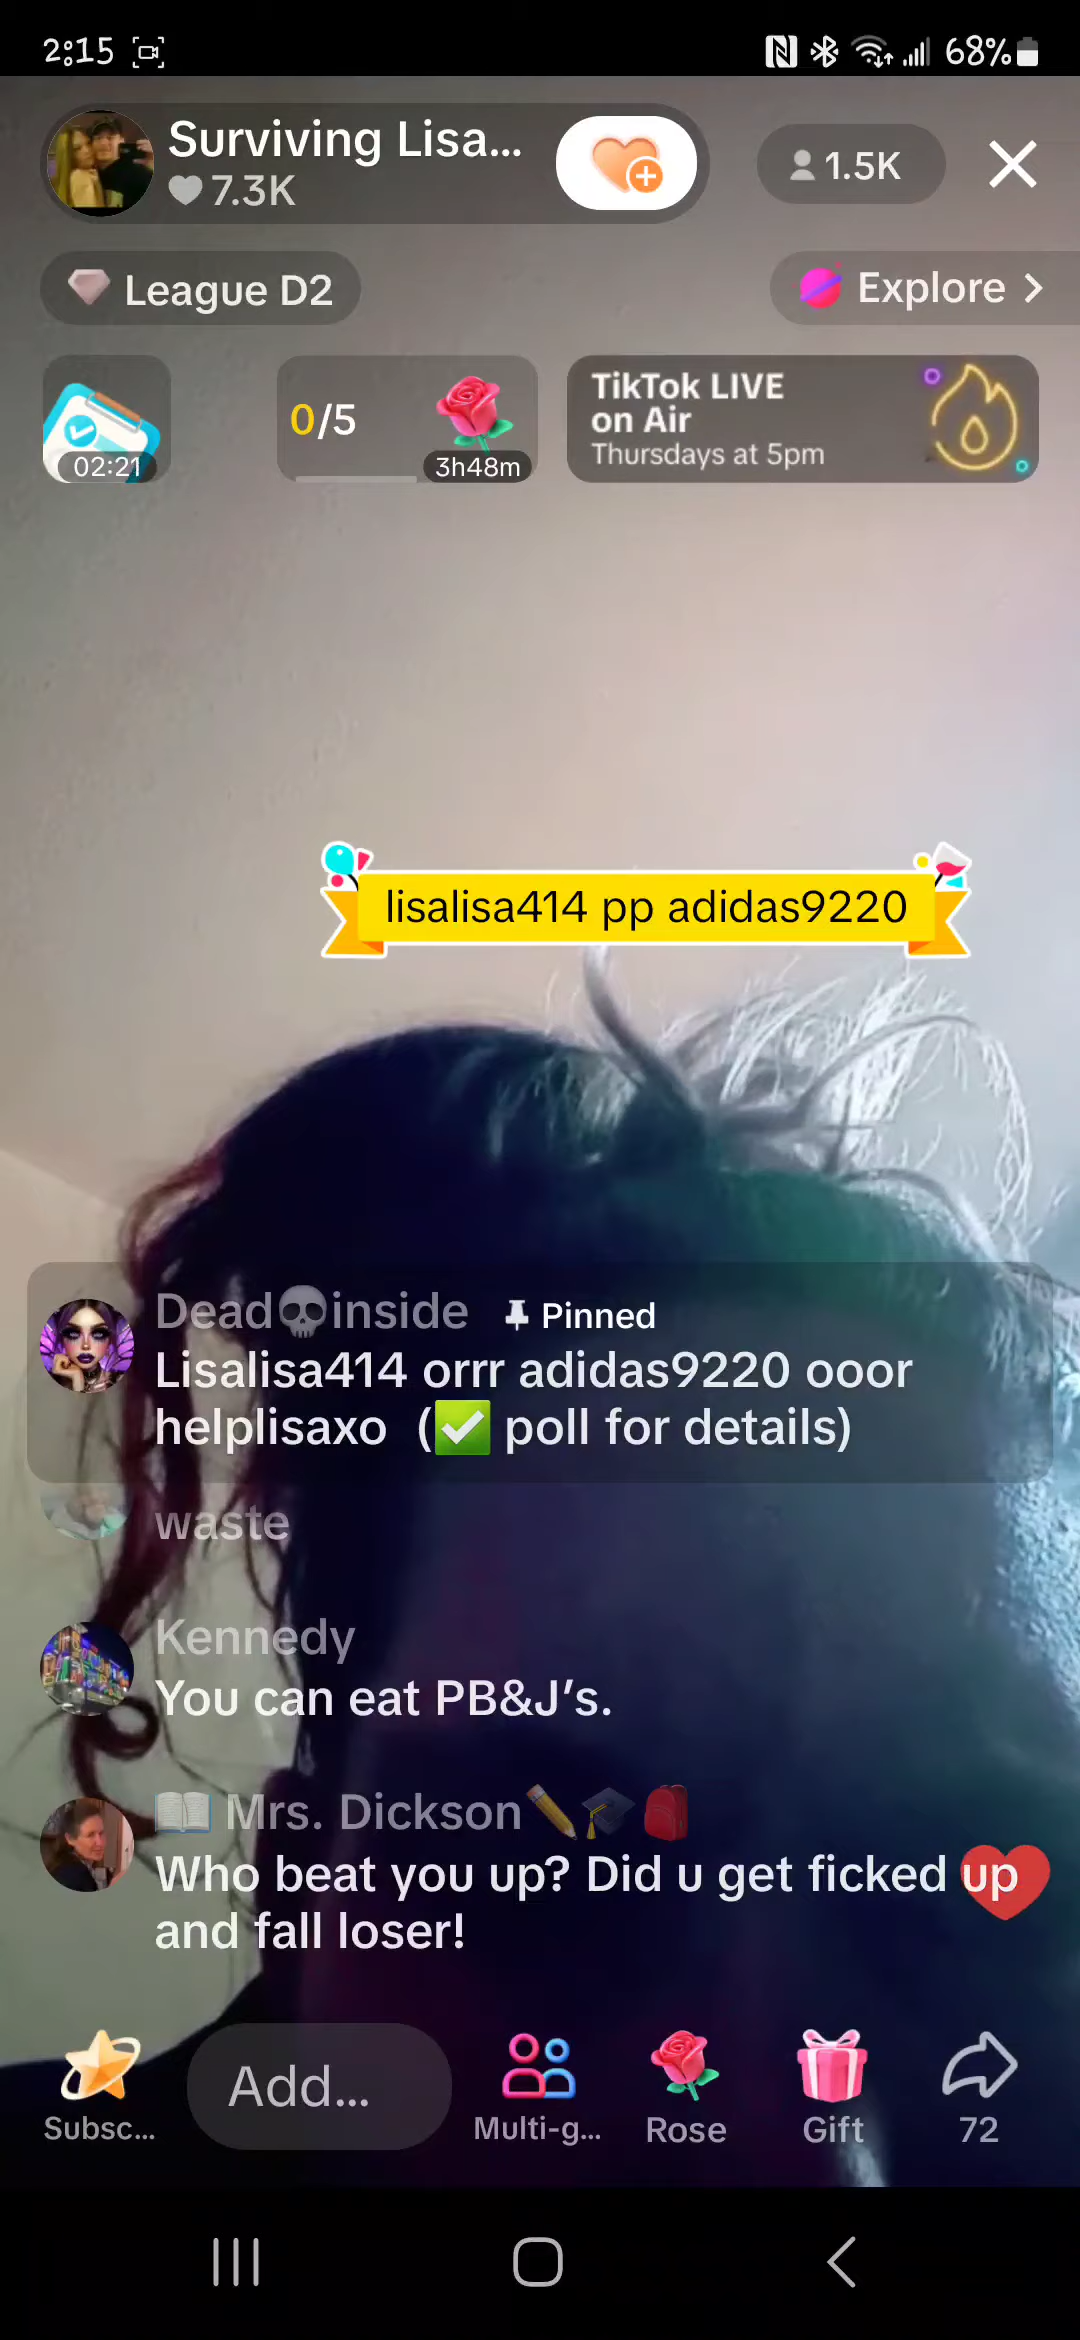 2:15
68%
Surviving Lisa...
7.3K
1.5K
League D2
Explore
02:21
0/5
3h48m
TikTok LIVE
on Air
Thursdays at 5pm
lisalisa414 pp adidas9220
Dead💀inside Pinned
Lisalisa414 orrr adidas9220 ooor
helplisaxo (✅ poll for details)
waste
Kennedy
You can eat PB&J's.
📖 Mrs. Dickson✏️🎓🎒
Who beat you up? Did u get ficked up
and fall loser!
Add...
Subsc...
Multi-g...
Rose
Gift
72